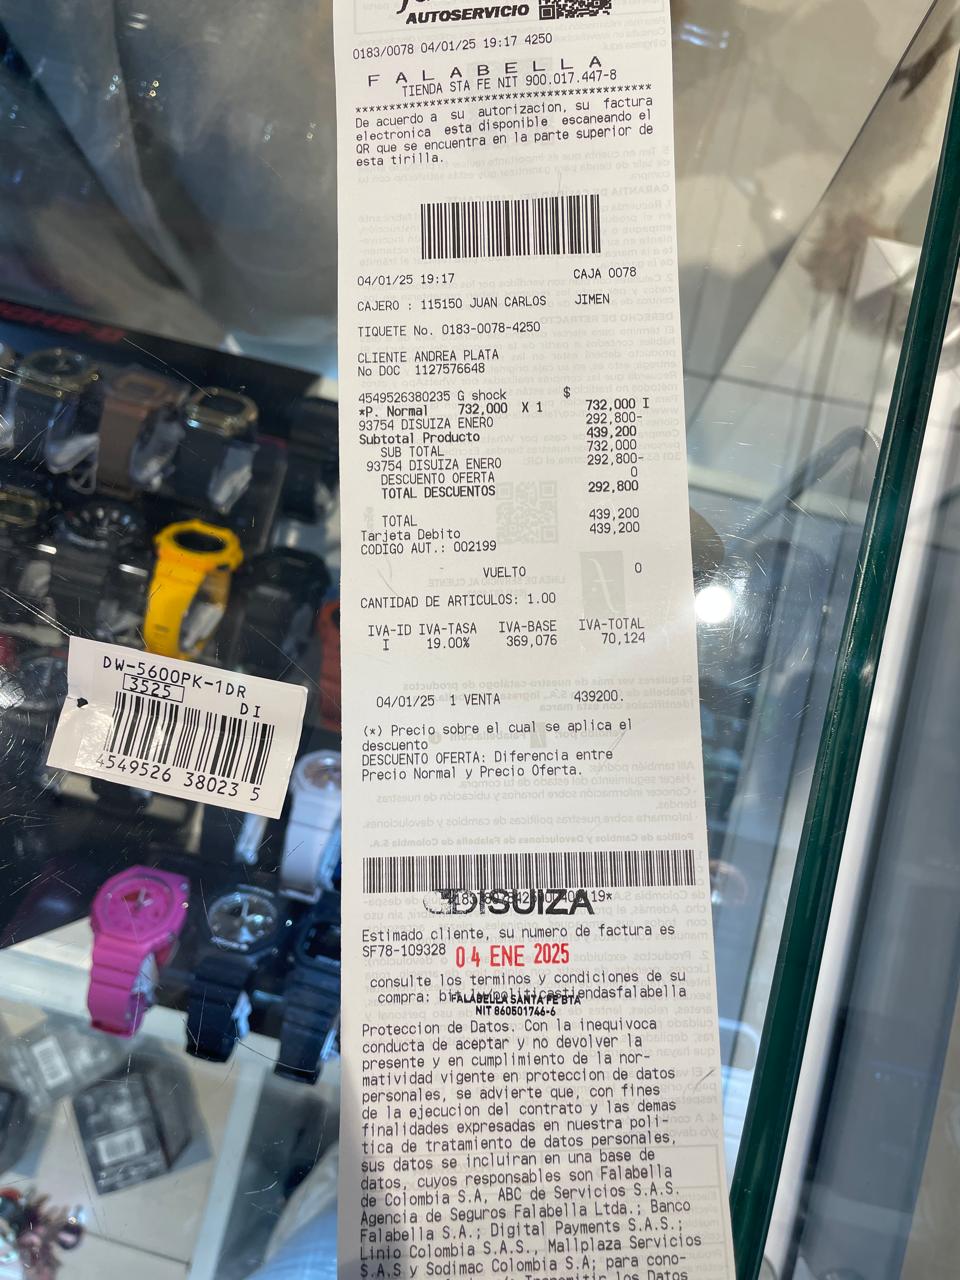 AUTOSERVICIO
0183/0078 04/01/25 19:17 4250
F A L A B E L L A
TIENDA STA FE NIT 900.017.447-8
****************************************
De acuerdo a su autorizacion, su factura
electronica esta disponible escaneando el
QR que se encuentra en la parte superior de
esta tirilla.
04/01/25 19:17 CAJA 0078
CAJERO : 115150 JUAN CARLOS JIMEN
TIQUETE No. 0183-0078-4250
CLIENTE ANDREA PLATA
No DOC 1127576648
4549526380235 G shock $
*P. Normal 732,000 X 1 732,000 I
93754 DISUIZA ENERO 292,800-
Subtotal Producto 439,200
SUB TOTAL 732,000
93754 DISUIZA ENERO 292,800-
DESCUENTO OFERTA 0
TOTAL DESCUENTOS 292,800
TOTAL 439,200
Tarjeta Debito 439,200
CODIGO AUT.: 002199
VUELTO 0
CANTIDAD DE ARTICULOS: 1.00
IVA-ID IVA-TASA IVA-BASE IVA-TOTAL
I 19.00% 369,076 70,124
04/01/25 1 VENTA 439200.
(*) Precio sobre el cual se aplica el
descuento
DESCUENTO OFERTA: Diferencia entre
Precio Normal y Precio Oferta.
DISUIZA
Estimado cliente, su numero de factura es
SF78-109328
04 ENE 2025
consulte los terminos y condiciones de su
compra: bit.ly/politicastiendasfalabella
FALABELLA SANTA FE BTA
NIT 860501746-6
Proteccion de Datos. Con la inequivoca
conducta de aceptar y no devolver la
presente y en cumplimiento de la nor-
matividad vigente en proteccion de datos
personales, se advierte que, con fines
de la ejecucion del contrato y las demas
finalidades expresadas en nuestra poli-
tica de tratamiento de datos personales,
sus datos se incluiran en una base de
datos, cuyos responsables son Falabella
de Colombia S.A, ABC de Servicios S.A.S.
Agencia de Seguros Falabella Ltda.; Banco
Falabella S.A.; Digital Payments S.A.S.;
Linio Colombia S.A.S., Mallplaza Servicios
S.A.S y Sodimac Colombia S.A; para cono-
DW-5600PK-1DR
3525
DI
4549526 38023 5